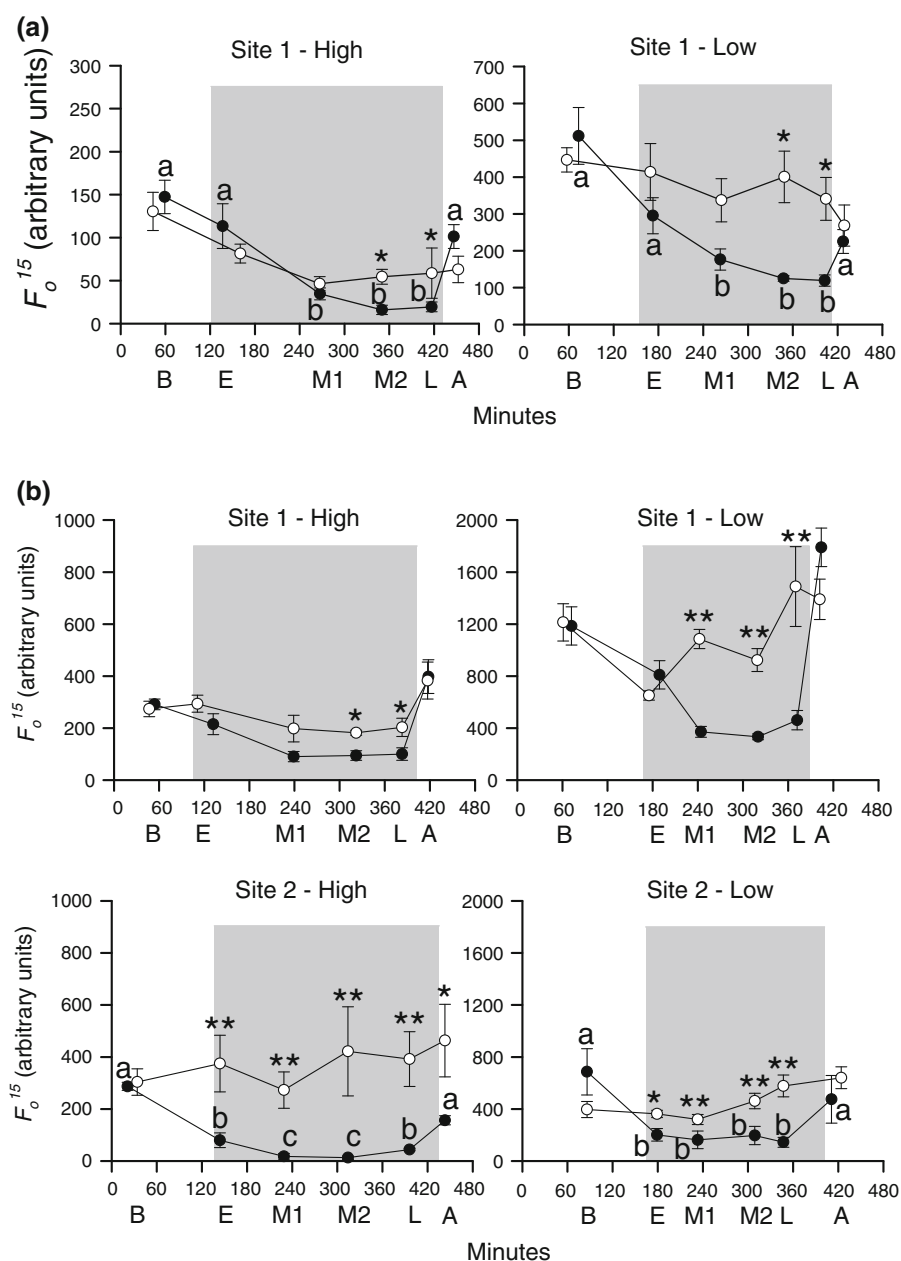 (a)
Site 1 - High
Site 1 - Low
F_o^15 (arbitrary units)
300
250
200
150
100
50
0
a
a
a
*
*
b
b
b
0 60 120 180 240 300 360 420 480
B E M1 M2 L A
700
600
500
400
300
200
100
0
*
*
a
a
a
b
b
b
0 60 120 180 240 300 360 420 480
B E M1 M2 L A
Minutes
(b)
Site 1 - High
Site 1 - Low
F_o^15 (arbitrary units)
1000
800
600
400
200
0
*
*
0 60 120 180 240 300 360 420 480
B E M1 M2 L A
2000
1600
1200
800
400
0
**
**
**
0 60 120 180 240 300 360 420 480
B E M1 M2 L A
Site 2 - High
Site 2 - Low
F_o^15 (arbitrary units)
1000
800
600
400
200
0
**
**
**
**
*
a
b
c
c
b
a
0 60 120 180 240 300 360 420 480
B E M1 M2 L A
2000
1600
1200
800
400
0
a
*
**
**
**
b
b
b
b
a
0 60 120 180 240 300 360 420 480
B E M1 M2 L A
Minutes